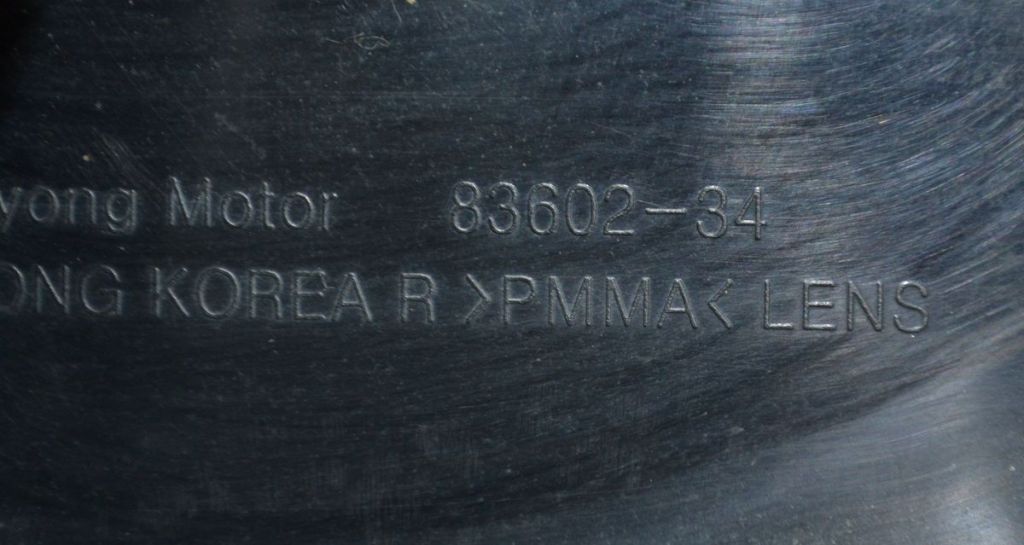 yong Motor 83602-34
ONG KOREA R >PMMA< LENS